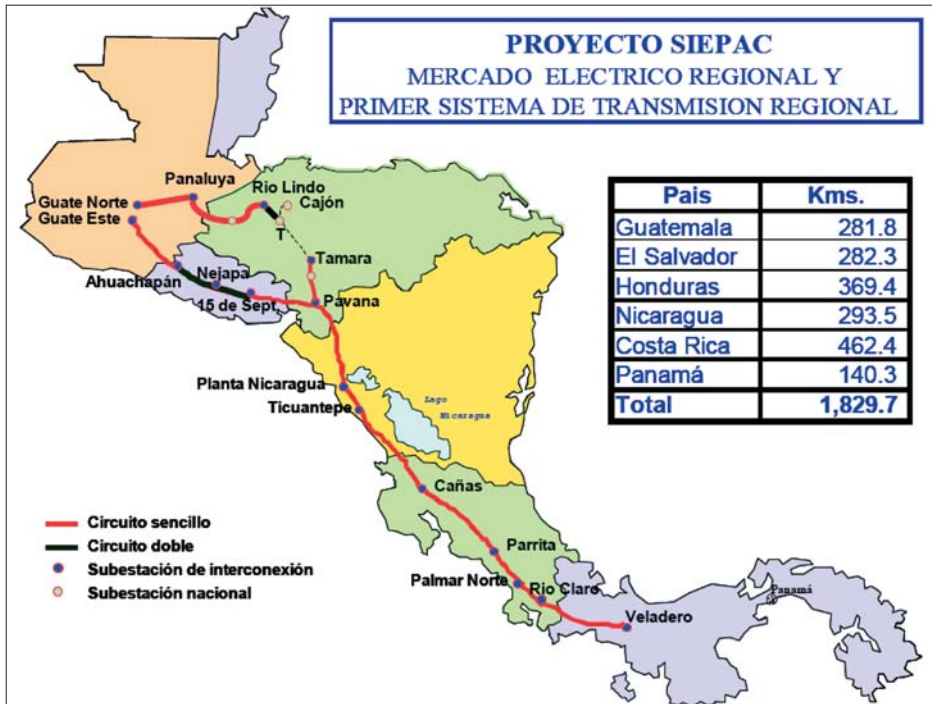 PROYECTO SIEPAC
MERCADO ELECTRICO REGIONAL Y
PRIMER SISTEMA DE TRANSMISION REGIONAL
Pais Kms.
Guatemala 281.8
El Salvador 282.3
Honduras 369.4
Nicaragua 293.5
Costa Rica 462.4
Panamá 140.3
Total 1,829.7
Panaluya
Rio Lindo
Guate Norte
Cajón
Guate Este
T
Tamara
Ahuachapán
Nejapa
15 de Sept.
Pavana
Planta Nicaragua
Ticuantepe
Lago
Nicaragua
Cañas
Parrita
Palmar Norte
Rio Claro
Veladero
Panamá
Circuito sencillo
Circuito doble
Subestación de interconexión
Subestación nacional